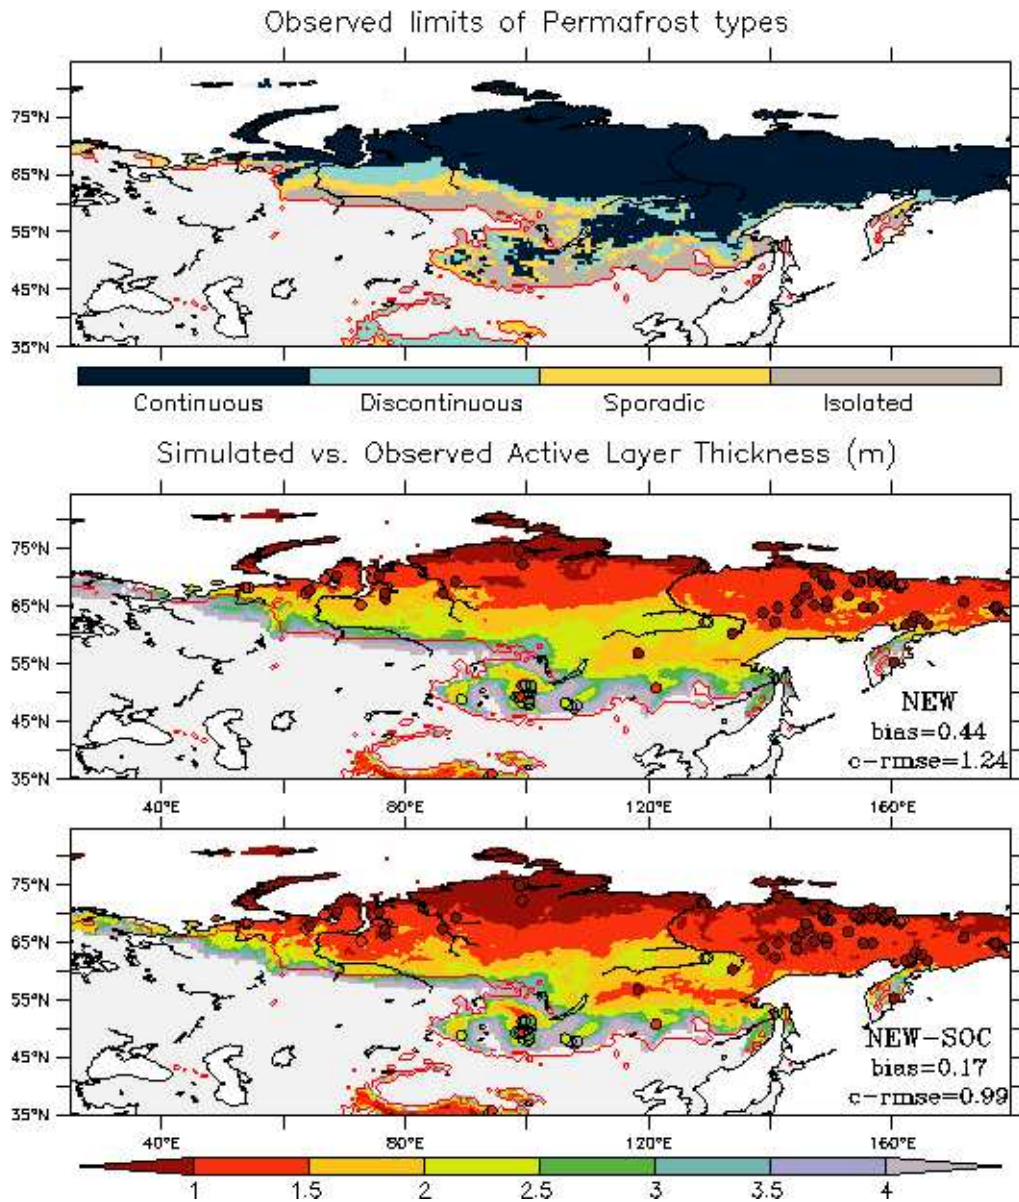 Observed limits of Permafrost types
75°N
65°N
55°N
45°N
35°N
Continuous Discontinuous Sporadic Isolated
Simulated vs. Observed Active Layer Thickness (m)
75°N
65°N
55°N
45°N
35°N
NEW
bias=0.44
c-rmse=1.24
40°E 80°E 120°E 160°E
75°N
65°N
55°N
45°N
35°N
NEW-SOC
bias=0.17
c-rmse=0.99
40°E 80°E 120°E 160°E
1 1.5 2 2.5 3 3.5 4